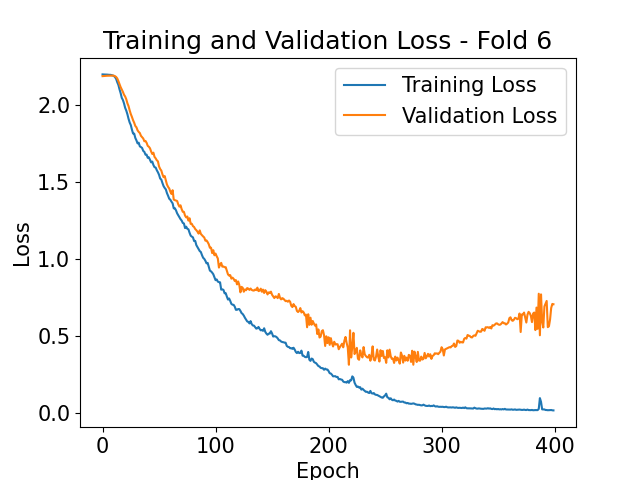 Training and Validation Loss - Fold 6
Training Loss
Validation Loss
Loss
2.0
1.5
1.0
0.5
0.0
0
100
200
300
400
Epoch